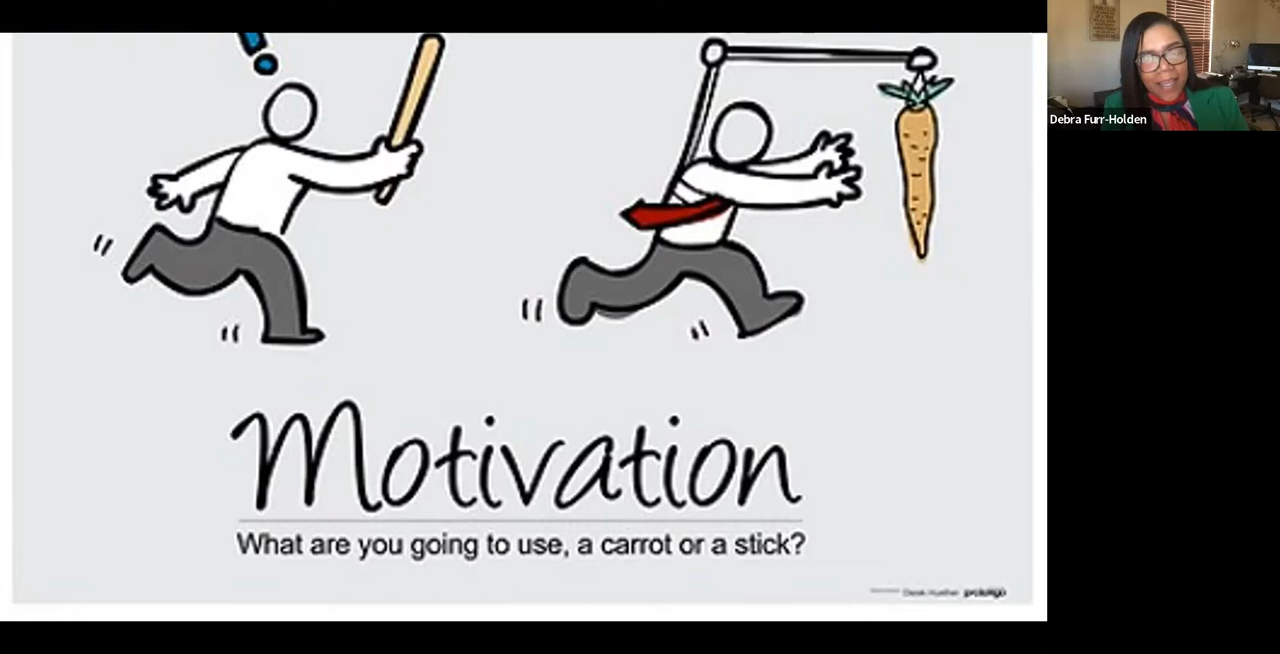 Debra Furr-Holden
Motivation
What are you going to use, a carrot or a stick?